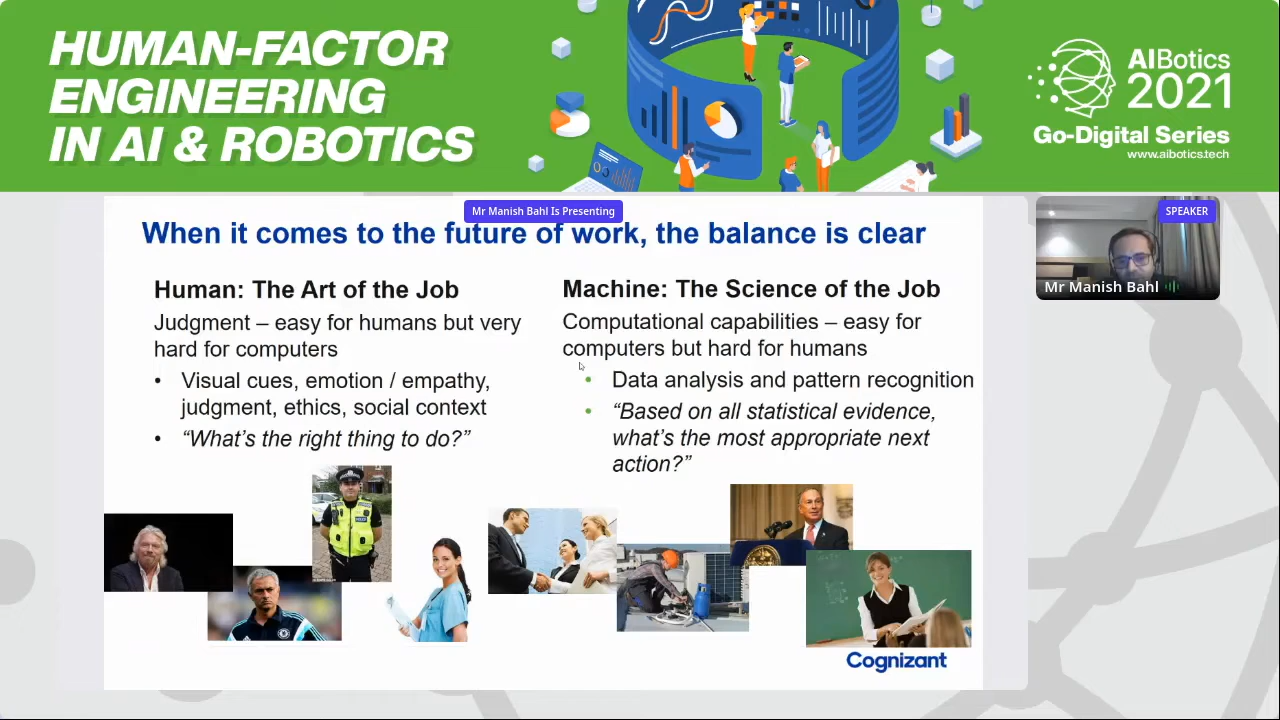 HUMAN-FACTOR
ENGINEERING
IN AI & ROBOTICS
AIBotics
2021
Go-Digital Series
www.aibotics.tech
Mr Manish Bahl Is Presenting
SPEAKER
Mr Manish Bahl
When it comes to the future of work, the balance is clear
Human: The Art of the Job
Judgment – easy for humans but very
hard for computers
• Visual cues, emotion / empathy,
judgment, ethics, social context
• “What’s the right thing to do?”
Machine: The Science of the Job
Computational capabilities – easy for
computers but hard for humans
• Data analysis and pattern recognition
• “Based on all statistical evidence,
what’s the most appropriate next
action?”
Cognizant